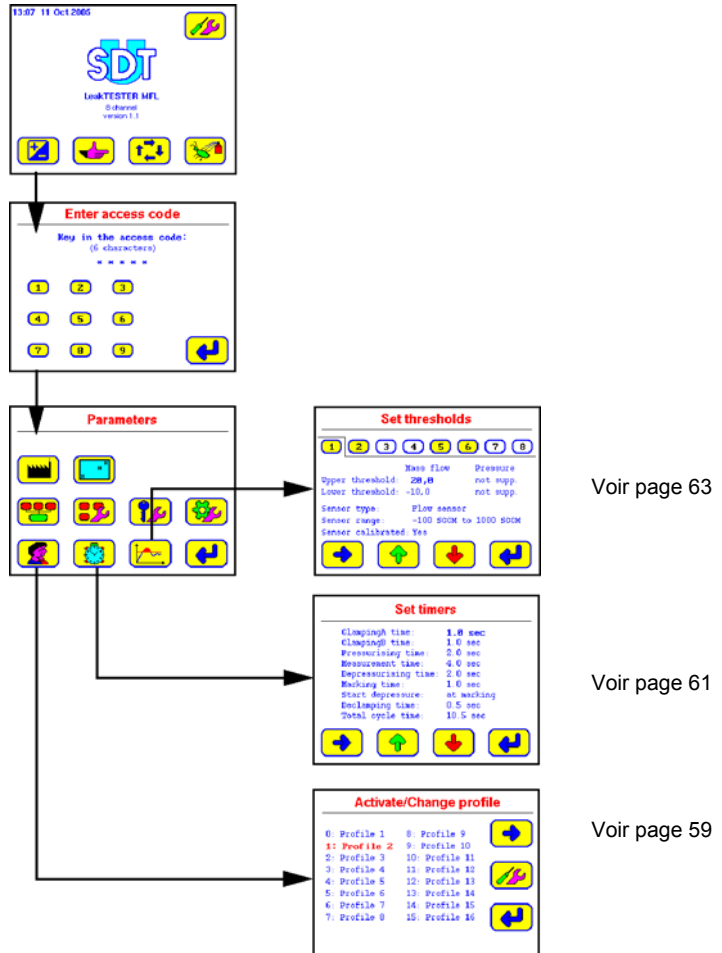 13:07 11 Oct 2005
SDT
LeakTESTER MFL
8 channel
version 1.1
Enter access code
Key in the access code:
(6 characters)
* * * * *
1 2 3
4 5 6
7 8 9
Parameters
Set thresholds
1 2 3 4 5 6 7 8
Mass flow Pressure
Upper threshold: 20,0 not supp.
Lower threshold: -10,0 not supp.
Sensor type: Flow sensor
Sensor range: -100 SCCM to 1000 SCCM
Sensor calibrated: Yes
Voir page 63
Set timers
ClampingA time: 1.0 sec
ClampingB time: 1.0 sec
Pressurising time: 2.0 sec
Measurement time: 4.0 sec
Depressurising time: 2.0 sec
Marking time: 1.0 sec
Start depressure: at marking
Declamping time: 0.5 sec
Total cycle time: 10.5 sec
Voir page 61
Activate/Change profile
0: Profile 1 8: Profile 9
1: Profile 2 9: Profile 10
2: Profile 3 10: Profile 11
3: Profile 4 11: Profile 12
4: Profile 5 12: Profile 13
5: Profile 6 13: Profile 14
6: Profile 7 14: Profile 15
7: Profile 8 15: Profile 16
Voir page 59